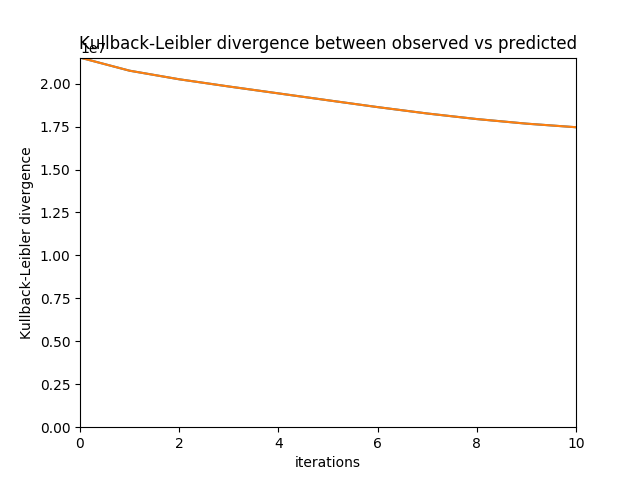 Kullback-Leibler divergence between observed vs predicted
1e7
2.00
1.75
1.50
1.25
1.00
0.75
0.50
0.25
0.00
Kullback-Leibler divergence
0 2 4 6 8 10
iterations